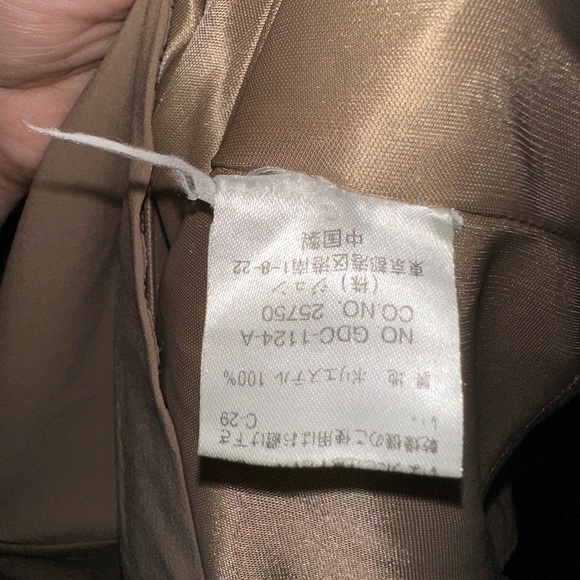 乾燥機のご使用はお避け下さ
い。 C-29
裏 地 ポリエステル 100%
NO. GDC-1124-A
CO.NO. 25750
(株) ジュン
東京都港区港南1-8-22
中国製